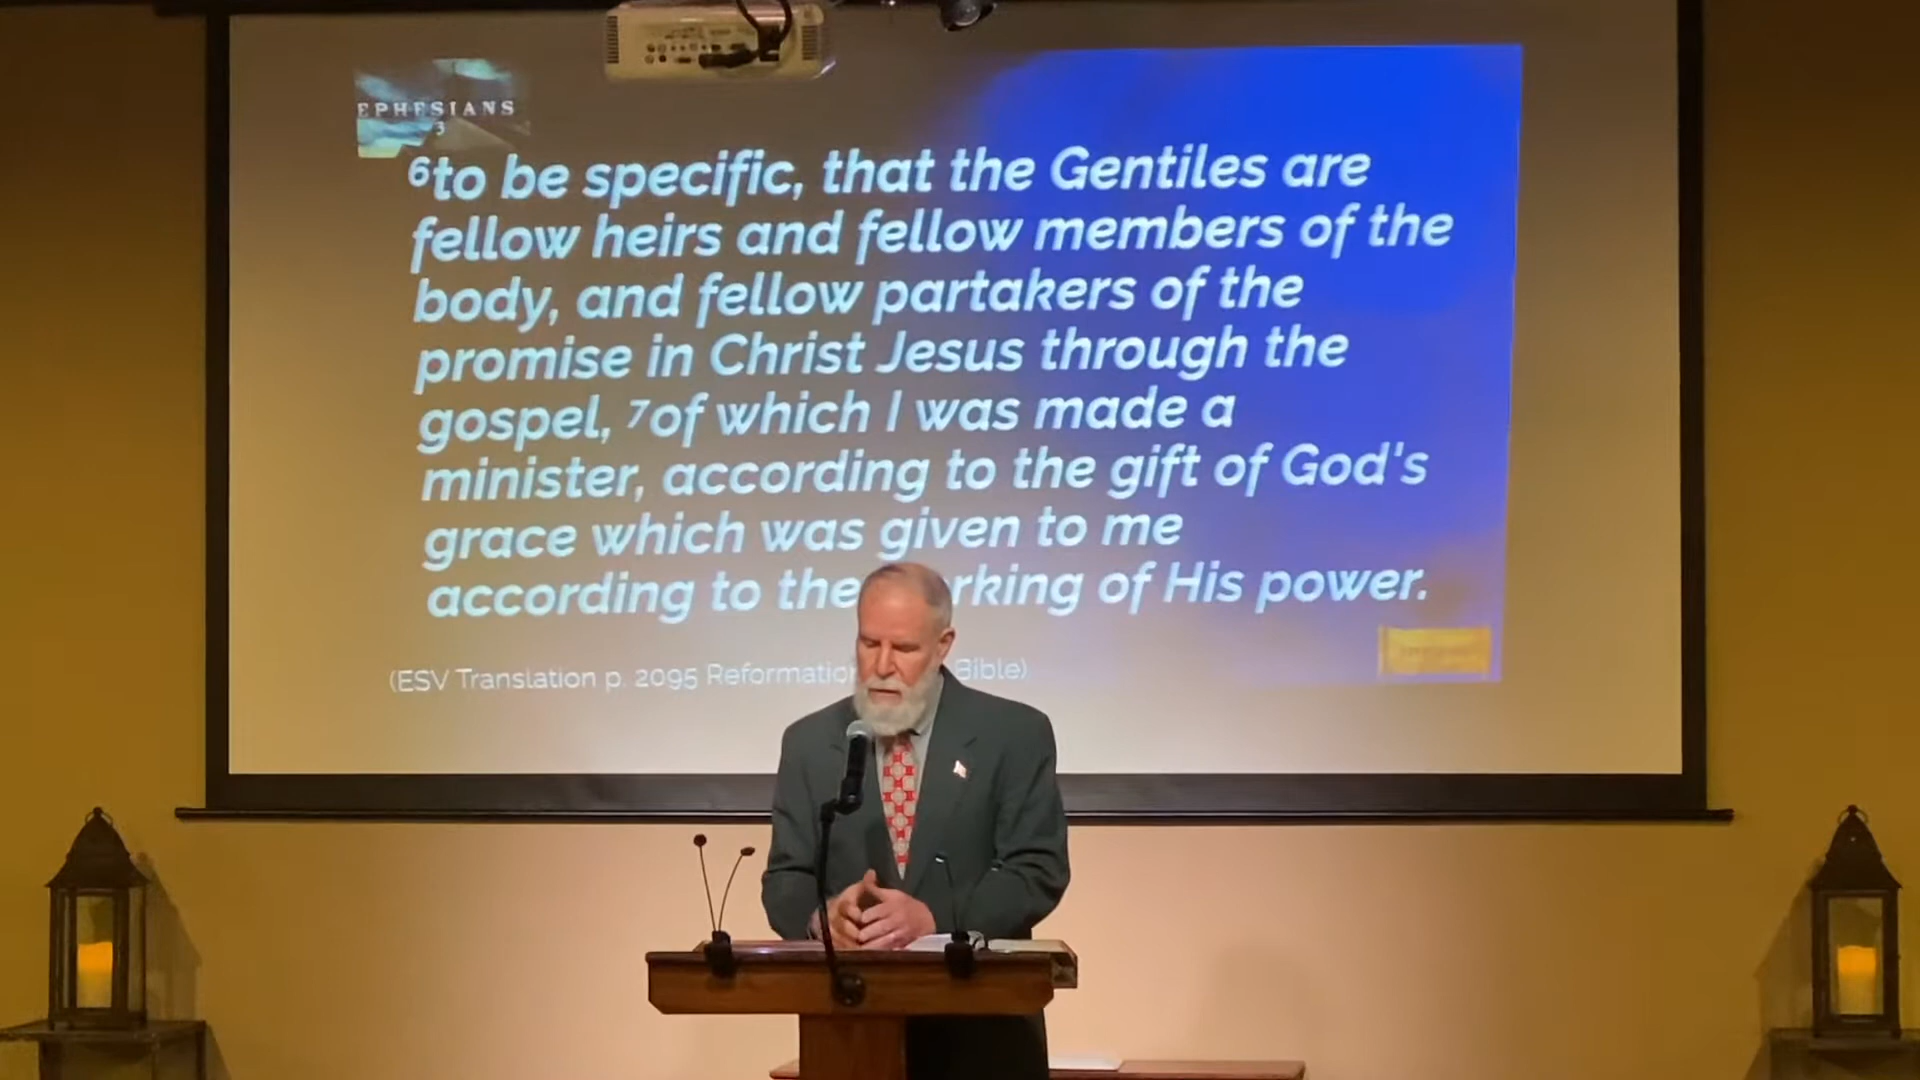 EPHESIANS
3
6to be specific, that the Gentiles are
fellow heirs and fellow members of the
body, and fellow partakers of the
promise in Christ Jesus through the
gospel, 7of which I was made a
minister, according to the gift of God's
grace which was given to me
according to the rking of His power.
(ESV Translation p. 2095 Reformatio Bible)